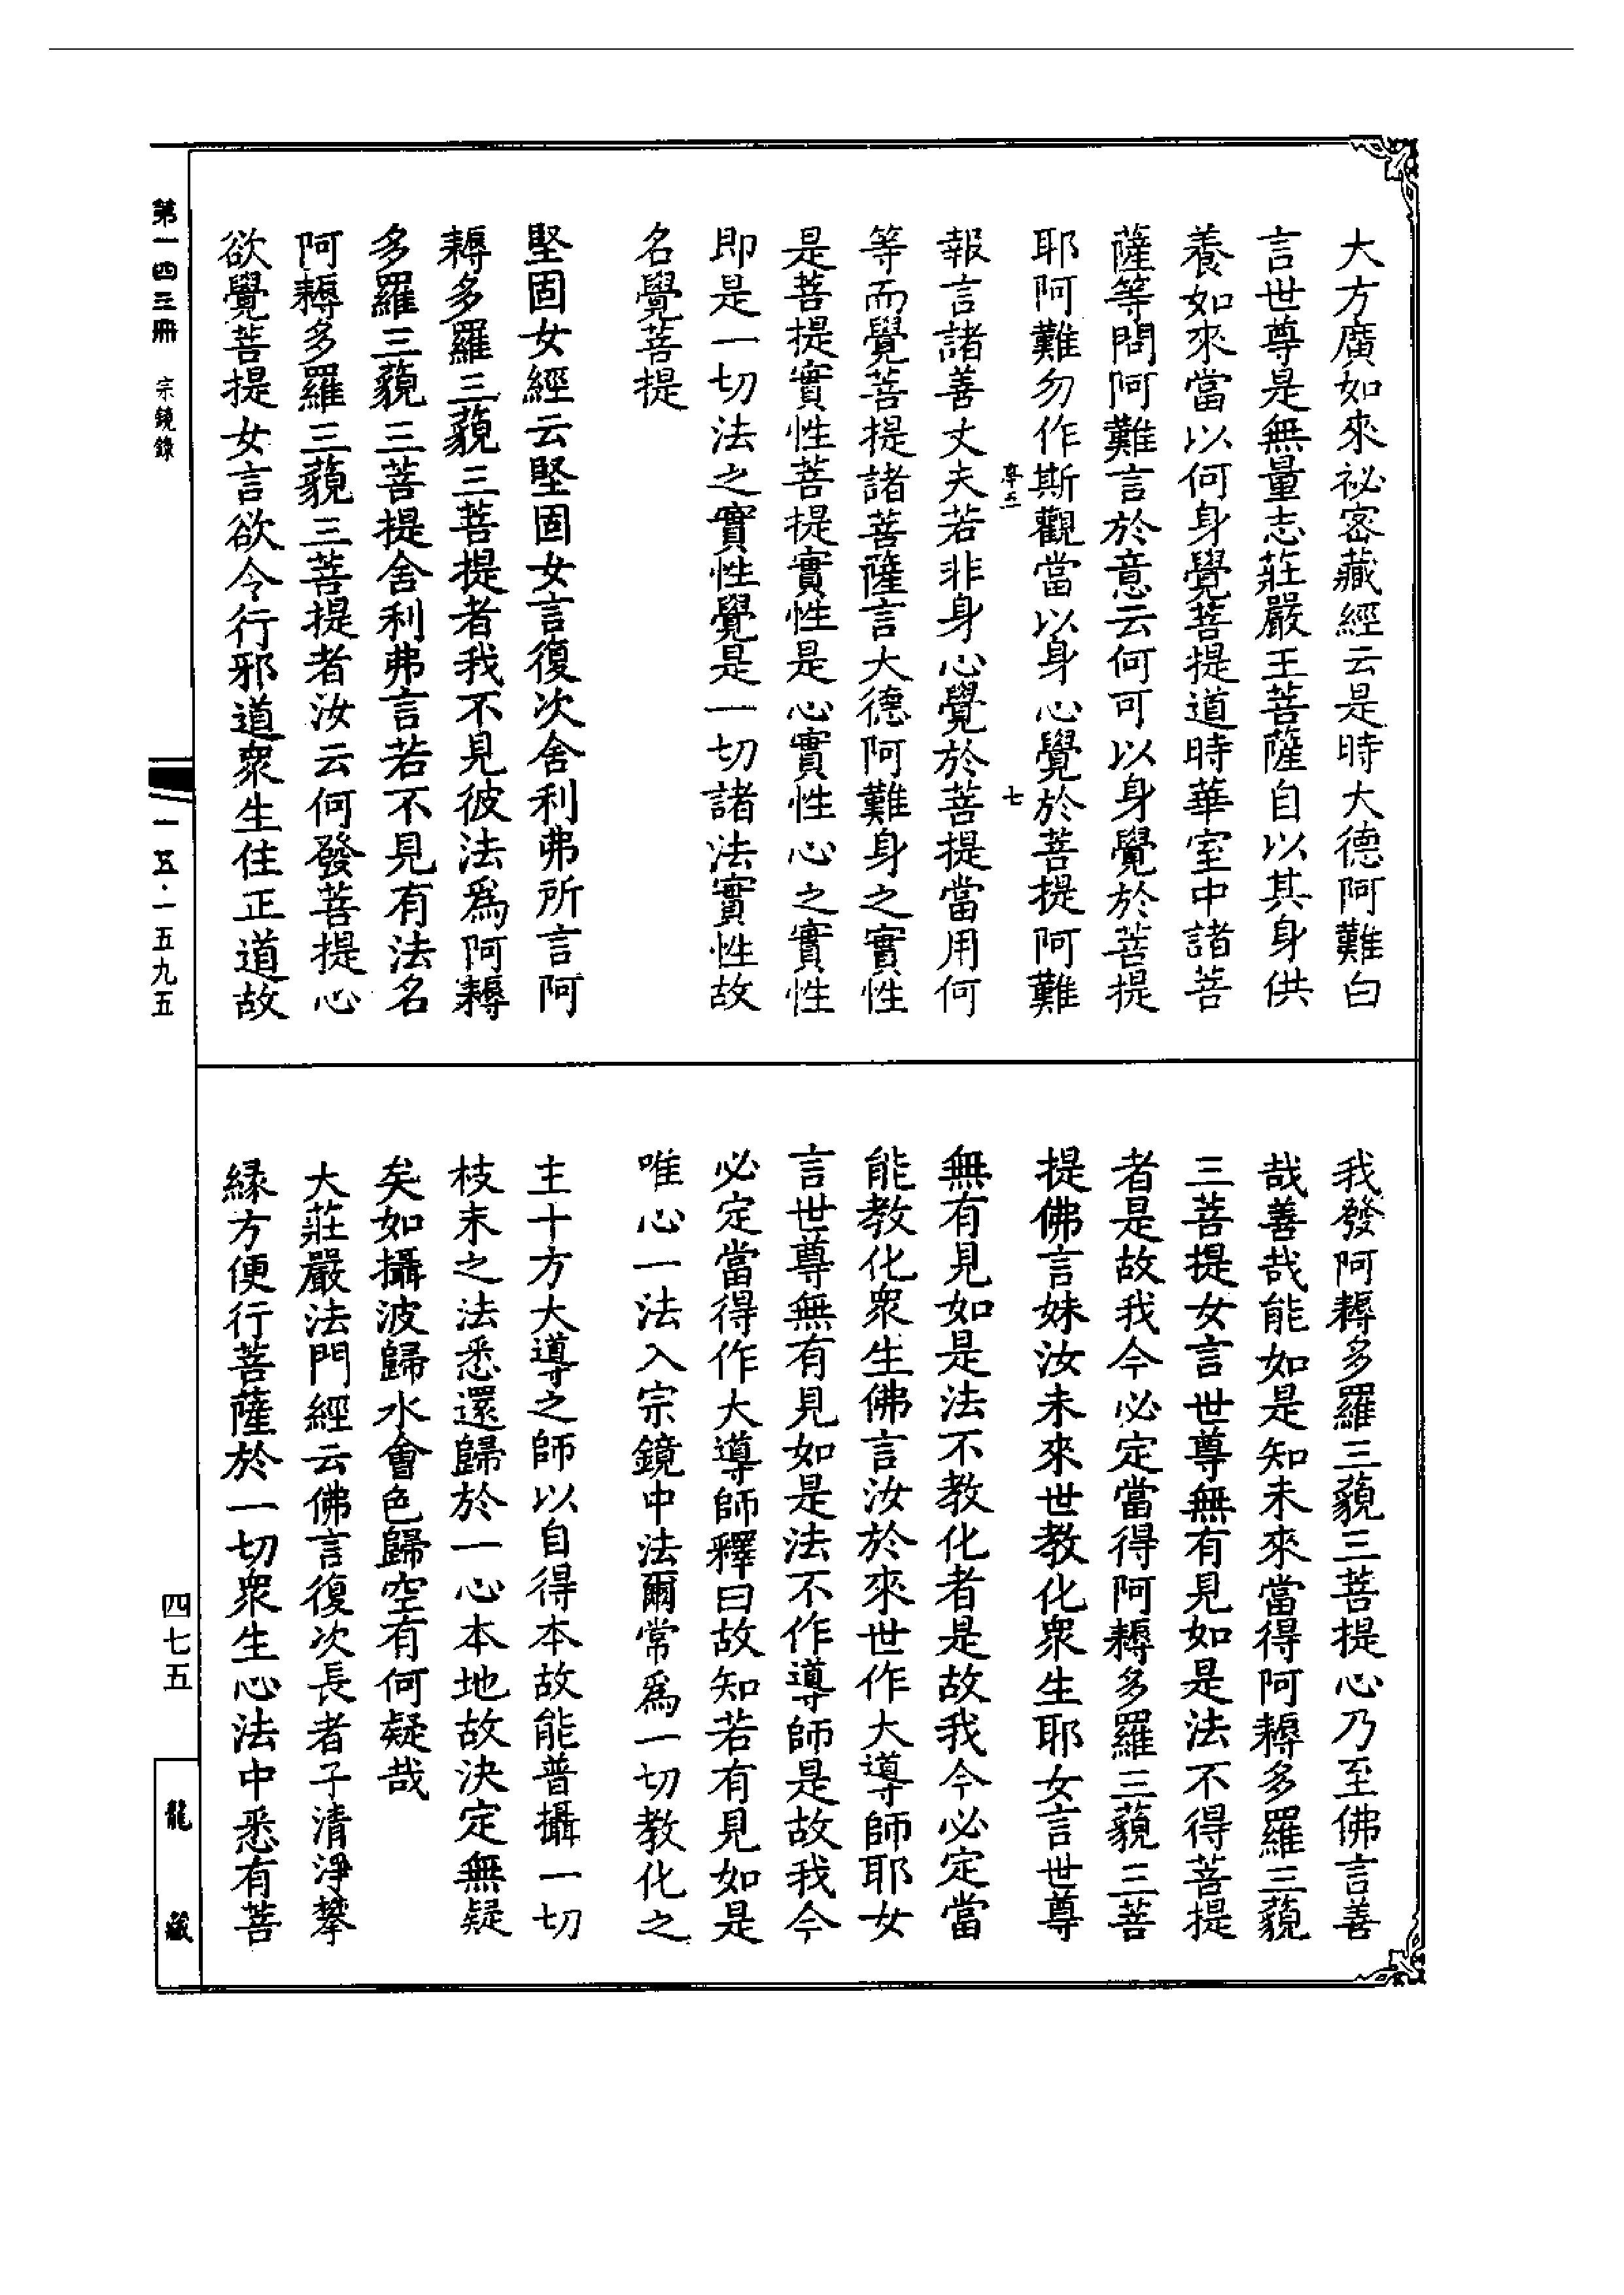 大方廣如來祕密藏經云是時大德阿難白
言世尊是無量志莊嚴王菩薩自以其身供
養如來當以何身覺菩提道時華室中諸菩
薩等問阿難言於意云何可以身覺於菩提
耶阿難勿作斯觀當以身心覺於菩提阿難
七
報言諸善丈夫若非身心覺於菩提當用何
等而覺菩提諸菩薩言大德阿難身之實性
是菩提實性菩提實性是心實性心之實性
即是一切法之實性覺是一切諸法實性故
名覺菩提
堅固女經云堅固女言復次舍利弗所言阿
耨多羅三藐三菩提者我不見彼法爲阿耨
多羅三藐三菩提舍利弗言若不見有法名
阿耨多羅三藐三菩提者汝云何發菩提心
欲覺菩提女言欲令行邪道衆生住正道故
我發阿耨多羅三藐三菩提心乃至佛言善
哉善哉能如是知未來當得阿耨多羅三藐
三菩提女言世尊無有見如是法不得菩提
者是故我今必定當得阿耨多羅三藐三菩
提佛言妹汝未來世教化衆生耶女言世尊
無有見如是法不教化者是故我今必定當
能教化衆生佛言汝於來世作大導師耶女
言世尊無有見如是法不作導師是故我今
必定當得作大導師釋曰故知若有見如是
唯心一法入宗鏡中法爾常爲一切教化之
主十方大導之師以自得本故能普攝一切
枝末之法悉還歸於一心本地故決定無疑
矣如攝波歸水會色歸空有何疑哉
大莊嚴法門經云佛言復次長者子清淨攀
緣方便行菩薩於一切衆生心法中悉有菩
第一四三冊 宗鏡錄
一五·一五九五
四七五
龍藏